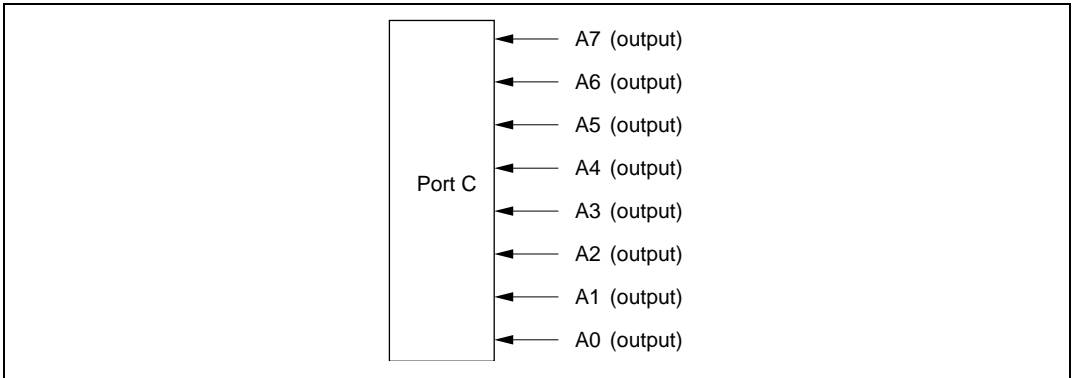 A7 (output)
A6 (output)
A5 (output)
A4 (output)
Port C
A3 (output)
A2 (output)
A1 (output)
A0 (output)